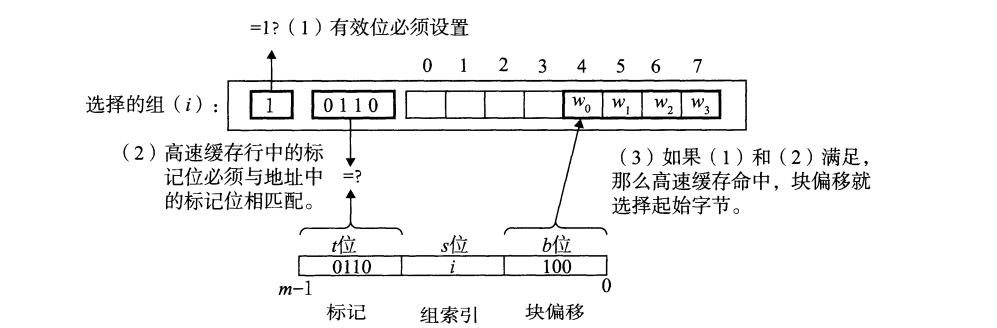 =1?（1）有效位必须设置
0 1 2 3 4 5 6 7
选择的组（i）: 1 0110 w₀ w₁ w₂ w₃
（2）高速缓存行中的标
记位必须与地址中 =?
的标记位相匹配。
（3）如果（1）和（2）满足，
那么高速缓存命中，块偏移就
选择起始字节。
t位 s位 b位
0110 i 100
m−1 0
标记 组索引 块偏移